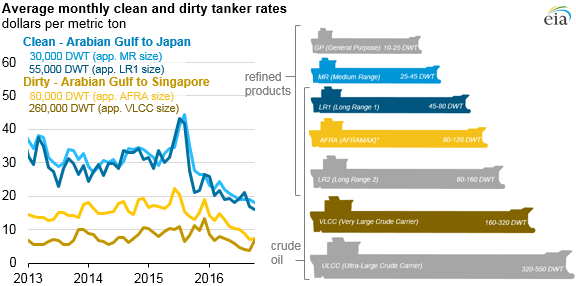 Average monthly clean and dirty tanker rates
dollars per metric ton
Clean - Arabian Gulf to Japan
30,000 DWT (app. MR size)
55,000 DWT (app. LR1 size)
Dirty - Arabian Gulf to Singapore
80,000 DWT (app. AFRA size)
260,000 DWT (app. VLCC size)
60
50
40
30
20
10
0
2013
2014
2015
2016
eia
refined
products
crude
oil
GP (General Purpose) 10-25 DWT
MR (Medium Range) 25-45 DWT
LR1 (Long Range 1) 45-80 DWT
AFRA (AFRAMAX)* 80-120 DWT
LR2 (Long Range 2) 80-160 DWT
VLCC (Very Large Crude Carrier) 160-320 DWT
ULCC (Ultra-Large Crude Carrier) 320-550 DWT